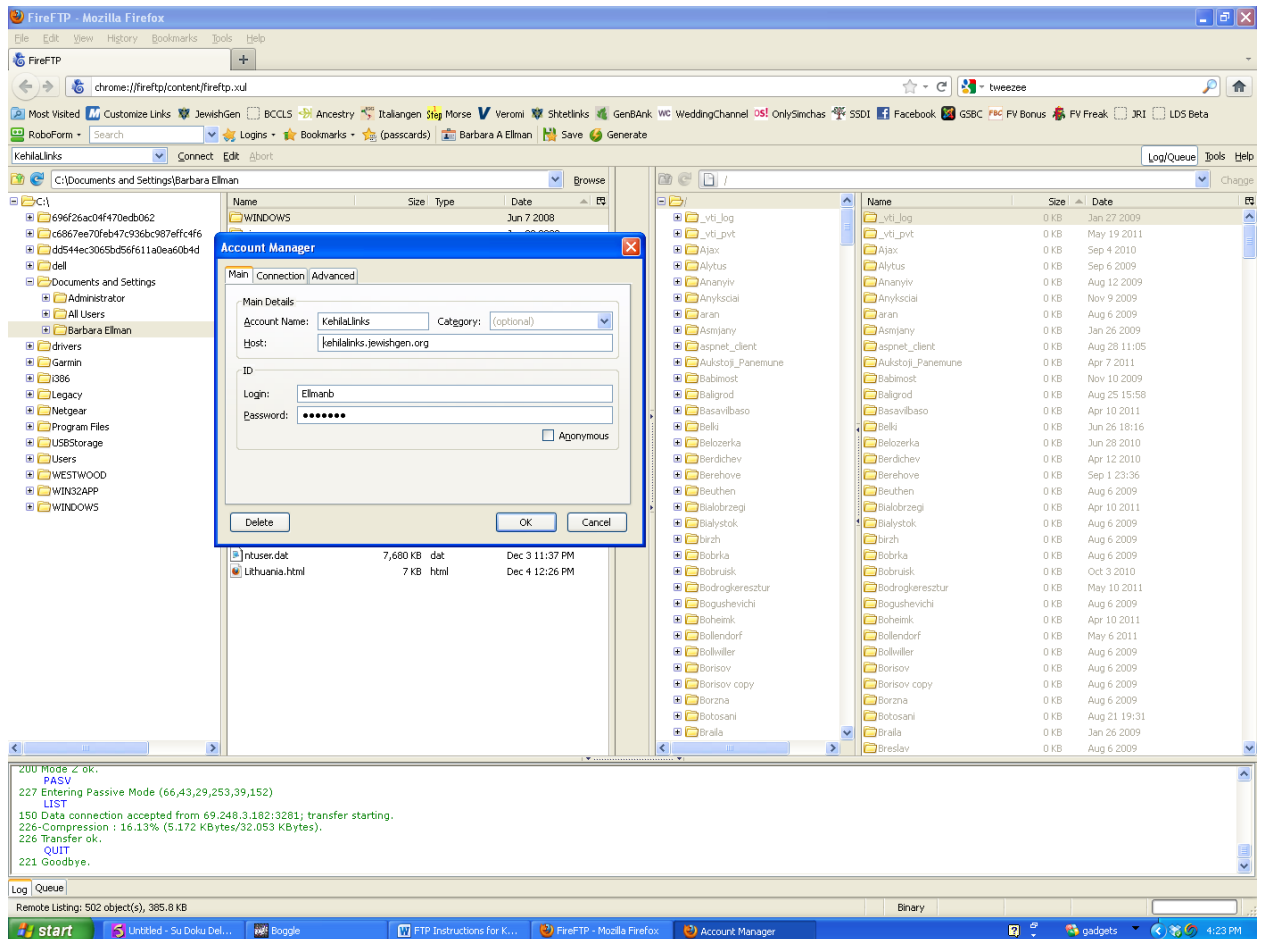 FireFTP - Mozilla Firefox
File Edit View History Bookmarks Tools Help
FireFTP
chrome://fireftp/content/fireftp.xul
tweezee
Most Visited Customize Links JewishGen BCCLS Ancestry Italiangen Step Morse Veromi Shtetlinks GenBAnk WC WeddingChannel OS! OnlySimchas SSDI Facebook GSBC FBC FV Bonus FV Freak JRI LDS Beta
RoboForm Search Logins Bookmarks (passcards) Barbara A Ellman Save Generate
KehilaLlinks Connect Edit Abort Log/Queue Tools Help
C:\Documents and Settings\Barbara Ellman Browse / Change
C:\
696f26ac04f470edb062
c6867ee70feb47c936bc987effc4f6
dd544ec3065bd56f611a0ea60b4d
dell
Documents and Settings
Administrator
All Users
Barbara Ellman
drivers
Garmin
i386
Legacy
Netgear
Program Files
USBStorage
Users
WESTWOOD
WIN32APP
WINDOWS
Name Size Type Date
WINDOWS Jun 7 2008
Account Manager
Main Connection Advanced
Main Details
Account Name: KehilaLlinks Category: (optional)
Host: kehilalinks.jewishgen.org
ID
Login: Ellmanb
Password: ●●●●●●●
Anonymous
Delete OK Cancel
ntuser.dat 7,680 KB dat Dec 3 11:37 PM
Lithuania.html 7 KB html Dec 4 12:26 PM
/
_vti_log
_vti_pvt
Ajax
Alytus
Ananyiv
Anyksciai
aran
Asmjany
aspnet_client
Aukstoji_Panemune
Babimost
Baligrod
Basavilbaso
Belki
Belozerka
Berdichev
Berehove
Beuthen
Bialobrzegi
Bialystok
birzh
Bobrka
Bobruisk
Bodrogkeresztur
Bogushevichi
Boheimk
Bollendorf
Bollwiller
Borisov
Borisov copy
Borzna
Botosani
Braila
Name Size Date
_vti_log 0 KB Jan 27 2009
_vti_pvt 0 KB May 19 2011
Ajax 0 KB Sep 4 2010
Alytus 0 KB Sep 6 2009
Ananyiv 0 KB Aug 12 2009
Anyksciai 0 KB Nov 9 2009
aran 0 KB Aug 6 2009
Asmjany 0 KB Jan 26 2009
aspnet_client 0 KB Aug 28 11:05
Aukstoji_Panemune 0 KB Apr 7 2011
Babimost 0 KB Nov 10 2009
Baligrod 0 KB Aug 25 15:58
Basavilbaso 0 KB Apr 10 2011
Belki 0 KB Jun 26 18:16
Belozerka 0 KB Jun 28 2010
Berdichev 0 KB Apr 12 2010
Berehove 0 KB Sep 1 23:36
Beuthen 0 KB Aug 6 2009
Bialobrzegi 0 KB Apr 10 2011
Bialystok 0 KB Aug 6 2009
birzh 0 KB Aug 6 2009
Bobrka 0 KB Aug 6 2009
Bobruisk 0 KB Oct 3 2010
Bodrogkeresztur 0 KB May 10 2011
Bogushevichi 0 KB Aug 6 2009
Boheimk 0 KB Apr 10 2011
Bollendorf 0 KB May 6 2011
Bollwiller 0 KB Aug 6 2009
Borisov 0 KB Aug 6 2009
Borisov copy 0 KB Aug 6 2009
Borzna 0 KB Aug 6 2009
Botosani 0 KB Aug 21 19:31
Braila 0 KB Jan 26 2009
Breslav 0 KB Aug 6 2009
200 Mode Z ok.
PASV
227 Entering Passive Mode (66,43,29,253,39,152)
LIST
150 Data connection accepted from 69.248.3.182:3281; transfer starting.
226-Compression : 16.13% (5.172 KBytes/32.053 KBytes).
226 Transfer ok.
QUIT
221 Goodbye.
Log Queue
Remote Listing: 502 object(s), 385.8 KB Binary
start Untitled - Su Doku Del... Boggle FTP Instructions for K... FireFTP - Mozilla Firefox Account Manager gadgets 4:23 PM